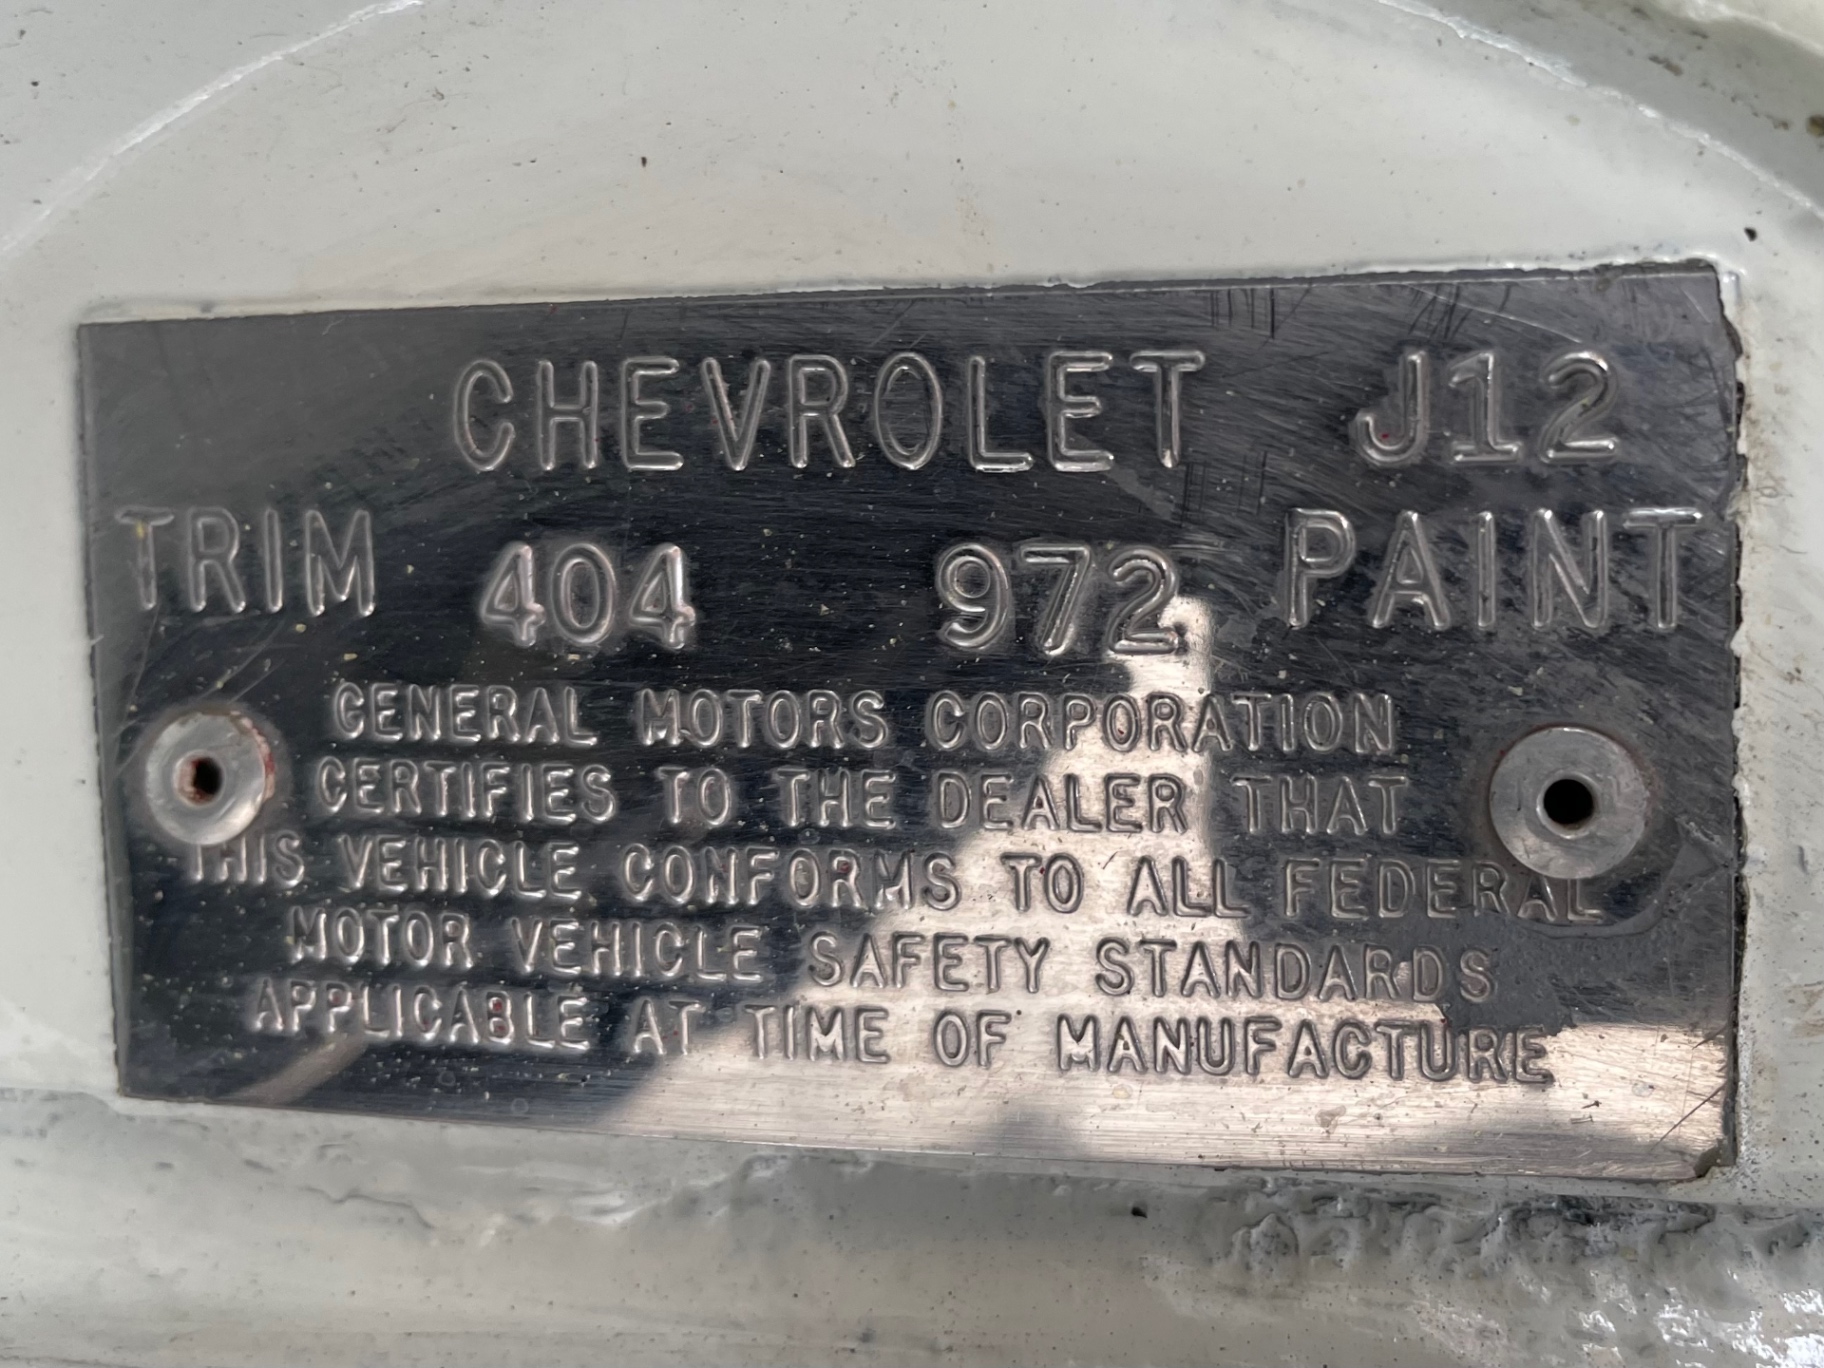 CHEVROLET J12
TRIM 404 972 PAINT
GENERAL MOTORS CORPORATION
CERTIFIES TO THE DEALER THAT
THIS VEHICLE CONFORMS TO ALL FEDERAL
MOTOR VEHICLE SAFETY STANDARDS
APPLICABLE AT TIME OF MANUFACTURE